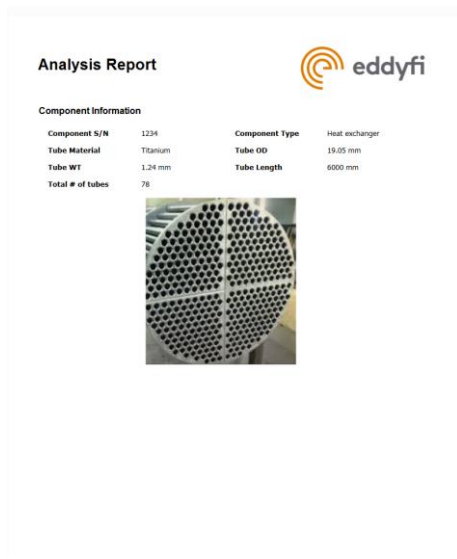 Analysis Report
eddyfi
Component Information
Component S/N 1234 Component Type Heat exchanger
Tube Material Titanium Tube OD 19.05 mm
Tube WT 1.24 mm Tube Length 6000 mm
Total # of tubes 78